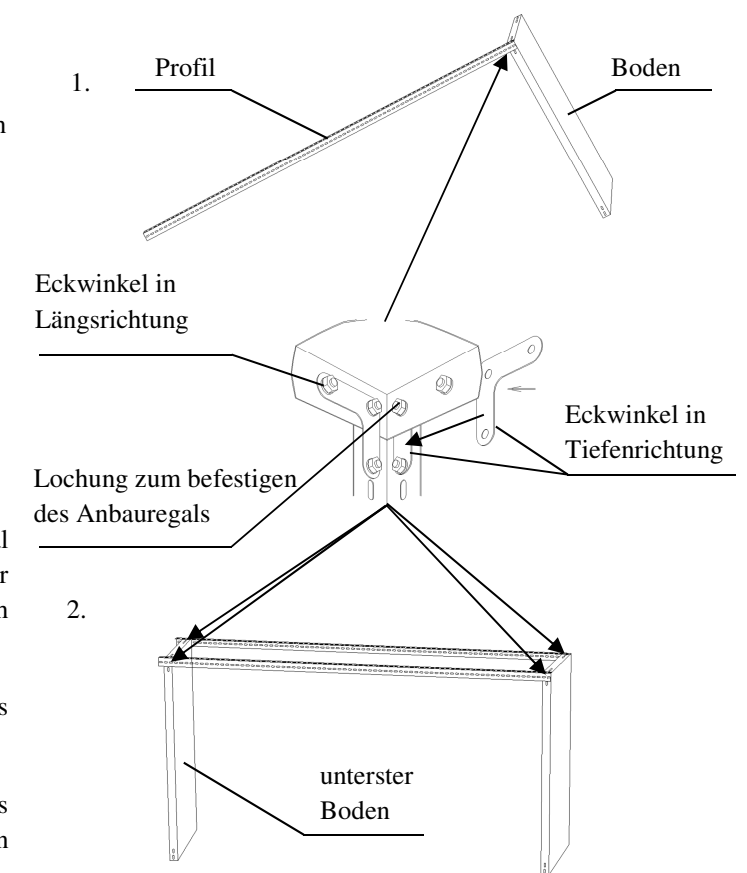 1.
Profil
Boden
n
Eckwinkel in
Längsrichtung
Eckwinkel in
Tiefenrichtung
Lochung zum befestigen
des Anbauregals
l
r
n
2.
s
unterster
Boden
s
n